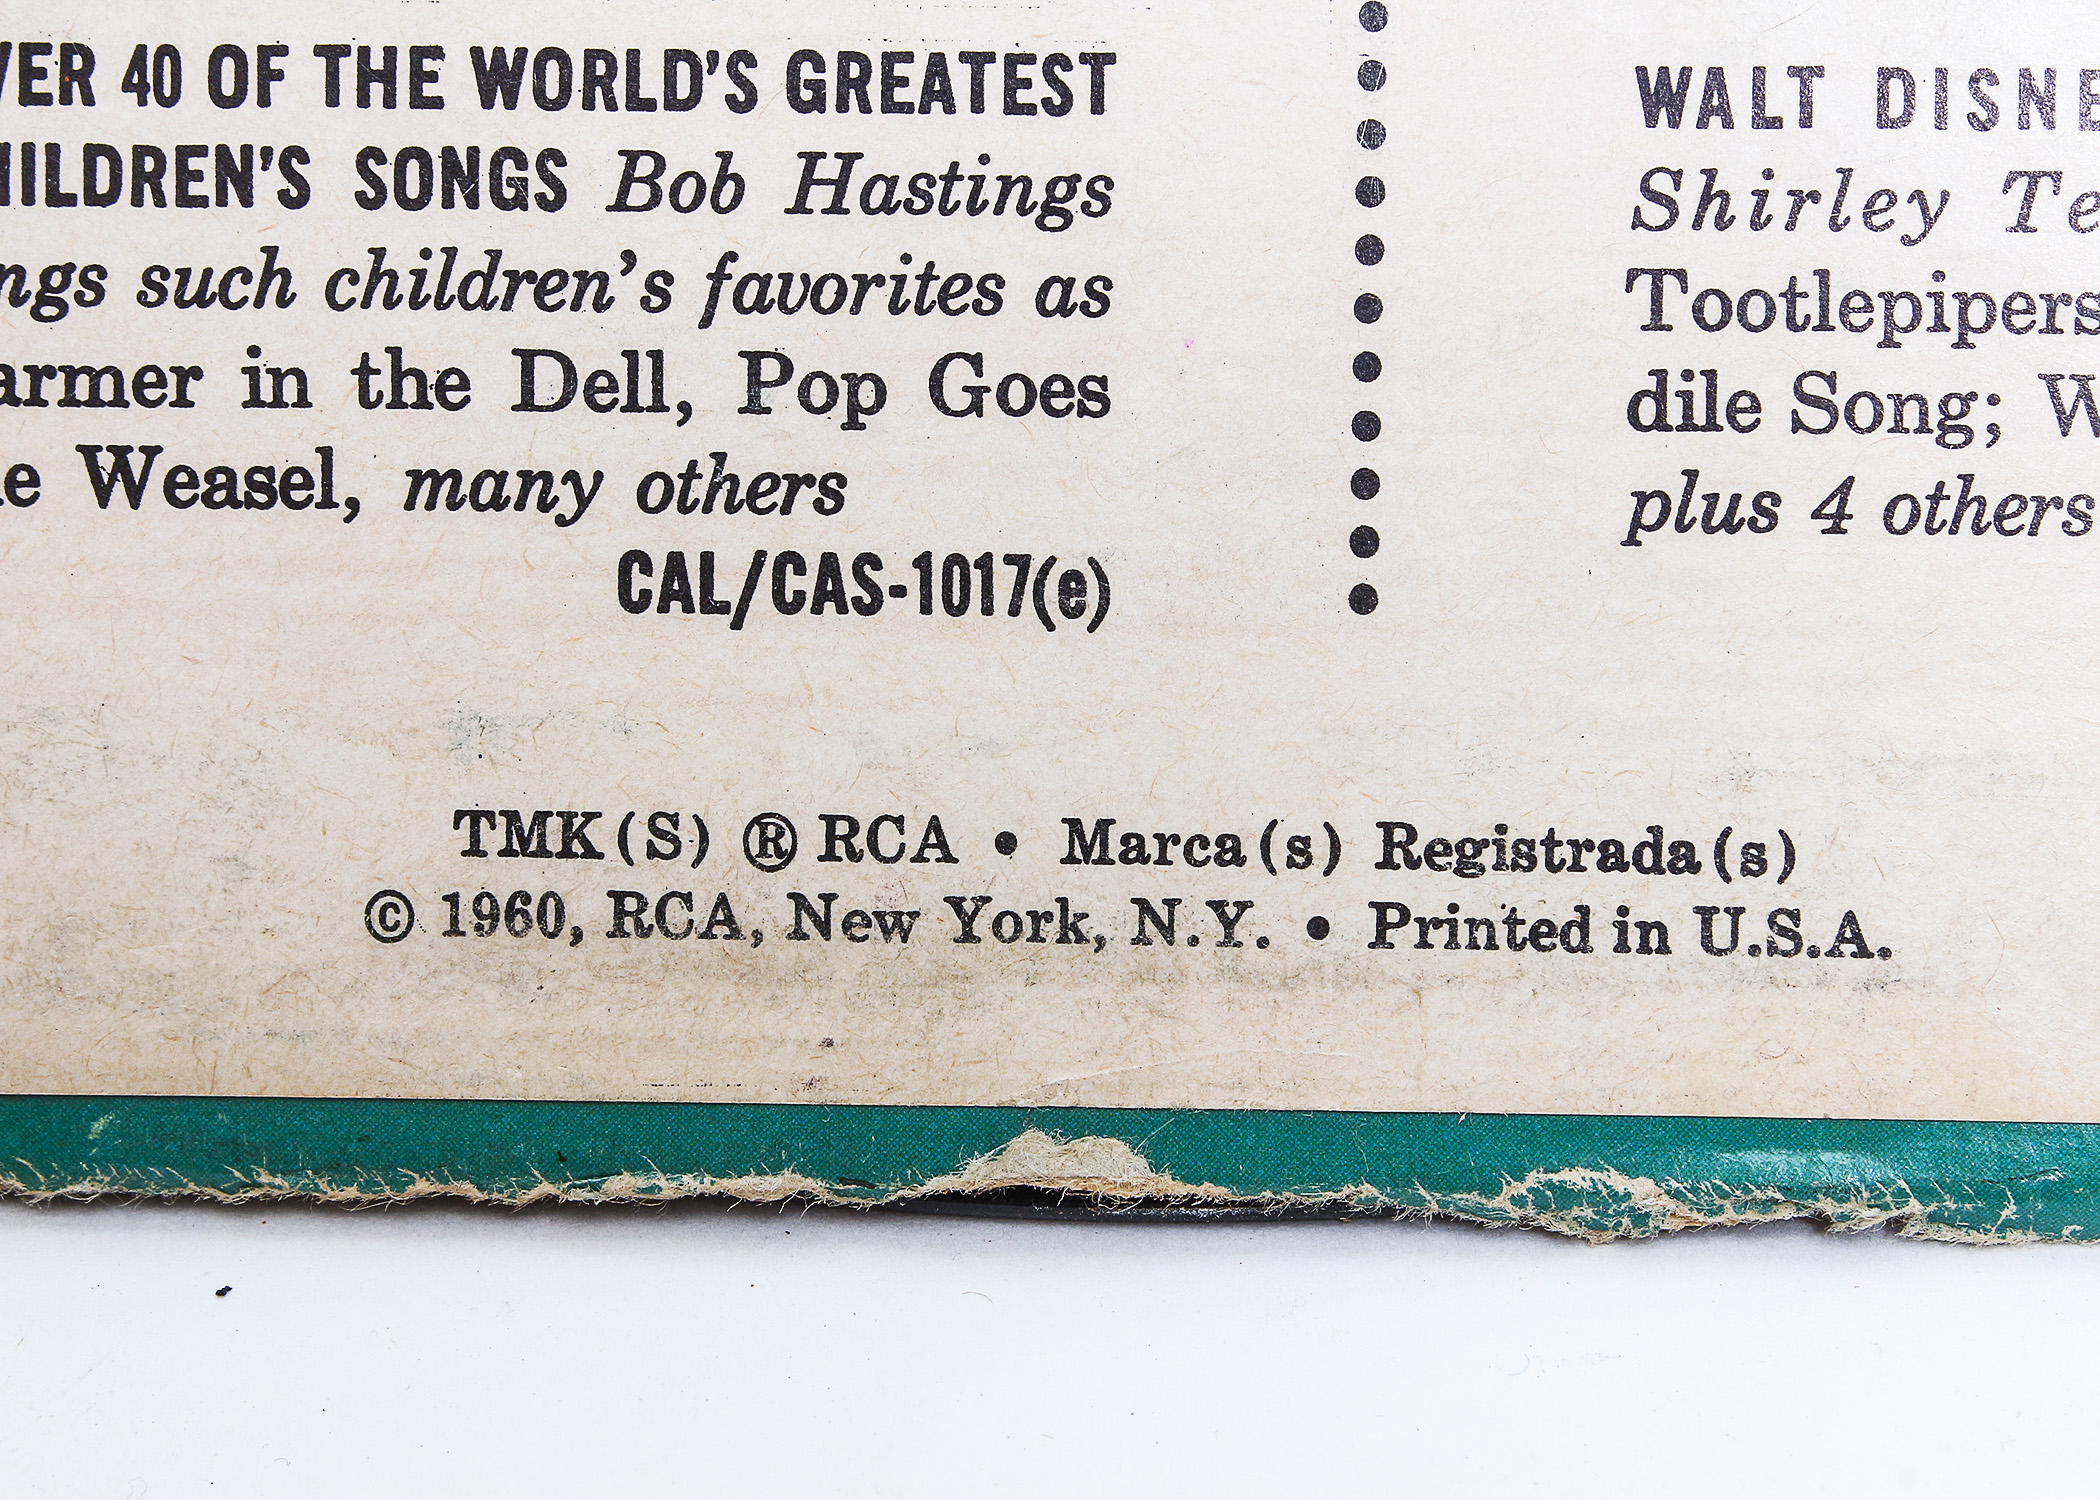 VER 40 OF THE WORLD'S GREATEST
HILDREN'S SONGS Bob Hastings
ngs such children's favorites as
armer in the Dell, Pop Goes
e Weasel, many others
CAL/CAS-1017(e)
WALT DISNE
Shirley Te
Tootlepipers
dile Song; W
plus 4 others
TMK(S) ® RCA • Marca(s) Registrada(s)
© 1960, RCA, New York, N.Y. • Printed in U.S.A.